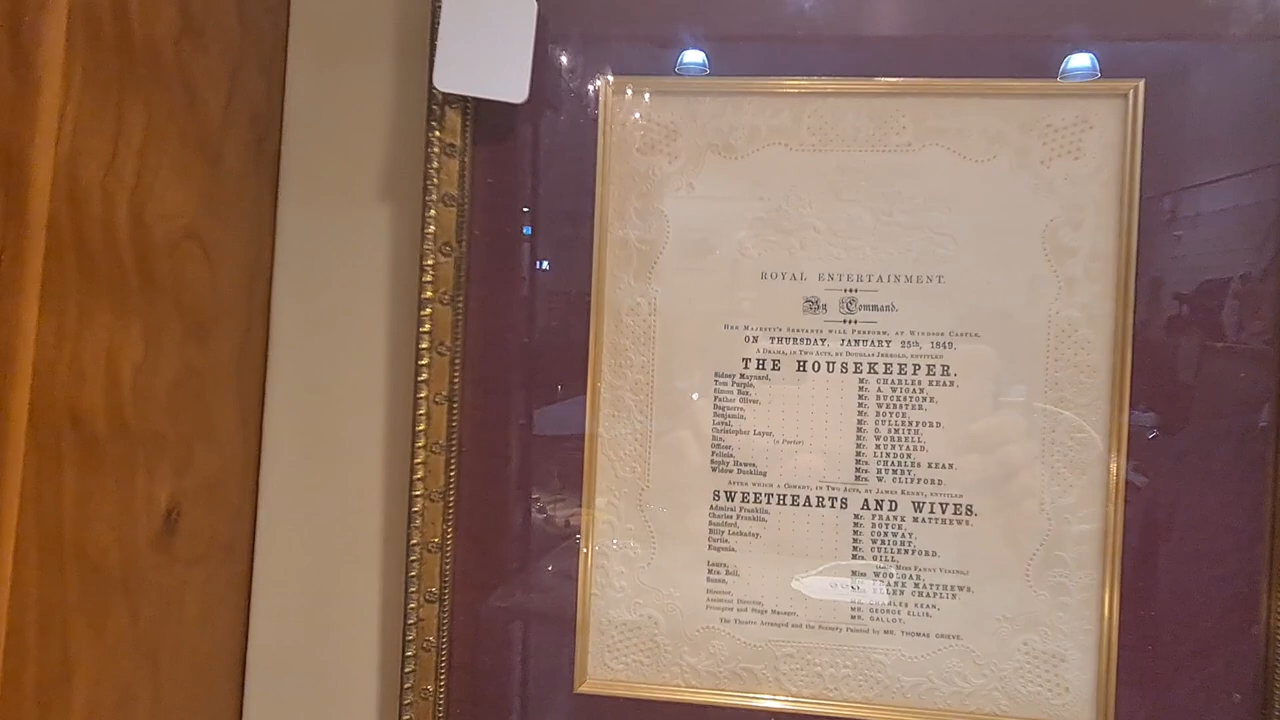 ROYAL ENTERTAINMENT.
By Command.
HER MAJESTY'S SERVANTS WILL PERFORM, AT WINDSOR CASTLE,
ON THURSDAY, JANUARY 25th, 1849,
A DRAMA, IN TWO ACTS, BY DOUGLAS JERROLD, ENTITLED
THE HOUSEKEEPER.
Sidney Maynard, Mr. CHARLES KEAN,
Tom Purple, Mr. A. WIGAN,
Simon Box, Mr. BUCKSTONE,
Father Oliver, Mr. WEBSTER,
Daguerre, Mr. BOYCE,
Benjamin, Mr. CULLENFORD,
Laval, Mr. O. SMITH,
Christopher Layer, Mr. WORRELL,
Bin, (a Porter) Mr. MUNYARD,
Officer, Mr. LINDON,
Felicia, Mrs. CHARLES KEAN,
Sophy Hawes, Mrs. HUMBY,
Widow Duckling Mrs. W. CLIFFORD.
AFTER WHICH A COMEDY, IN TWO ACTS, BY JAMES KENNY, ENTITLED
SWEETHEARTS AND WIVES.
Admiral Franklin, Mr. FRANK MATTHEWS,
Charles Franklin, Mr. BOYCE,
Sandford, Mr. CONWAY,
Billy Lackaday, Mr. WRIGHT,
Curtis, Mr. CULLENFORD,
Eugenia, Mrs. GILL,
MISS FANNY VINING,)
Laura, Miss WOOLGAR,
Mrs. Bell, FRANK MATTHEWS,
Susan, ELLEN CHAPLIN.
Director, MR. CHARLES KEAN,
Assistant Director, MR. GEORGE ELLIS,
Prompter and Stage Manager, MR. GALLOT.
The Theatre Arranged and the Scenery Painted by MR. THOMAS GRIEVE.